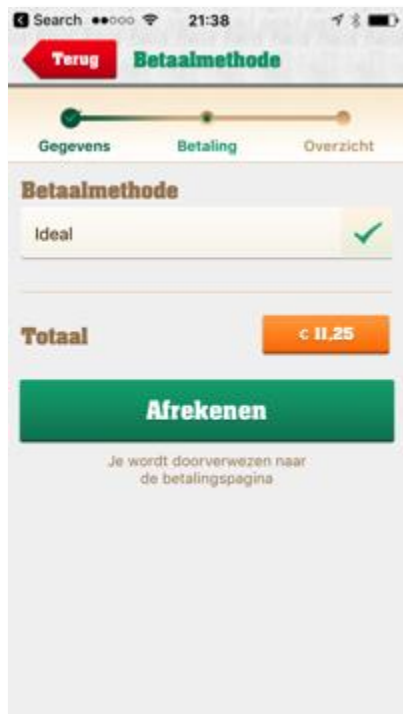 Search 21:38
Terug Betaalmethode
Gegevens Betaling Overzicht
Betaalmethode
Ideal
Totaal € 11,25
Afrekenen
Je wordt doorverwezen naar
de betalingspagina